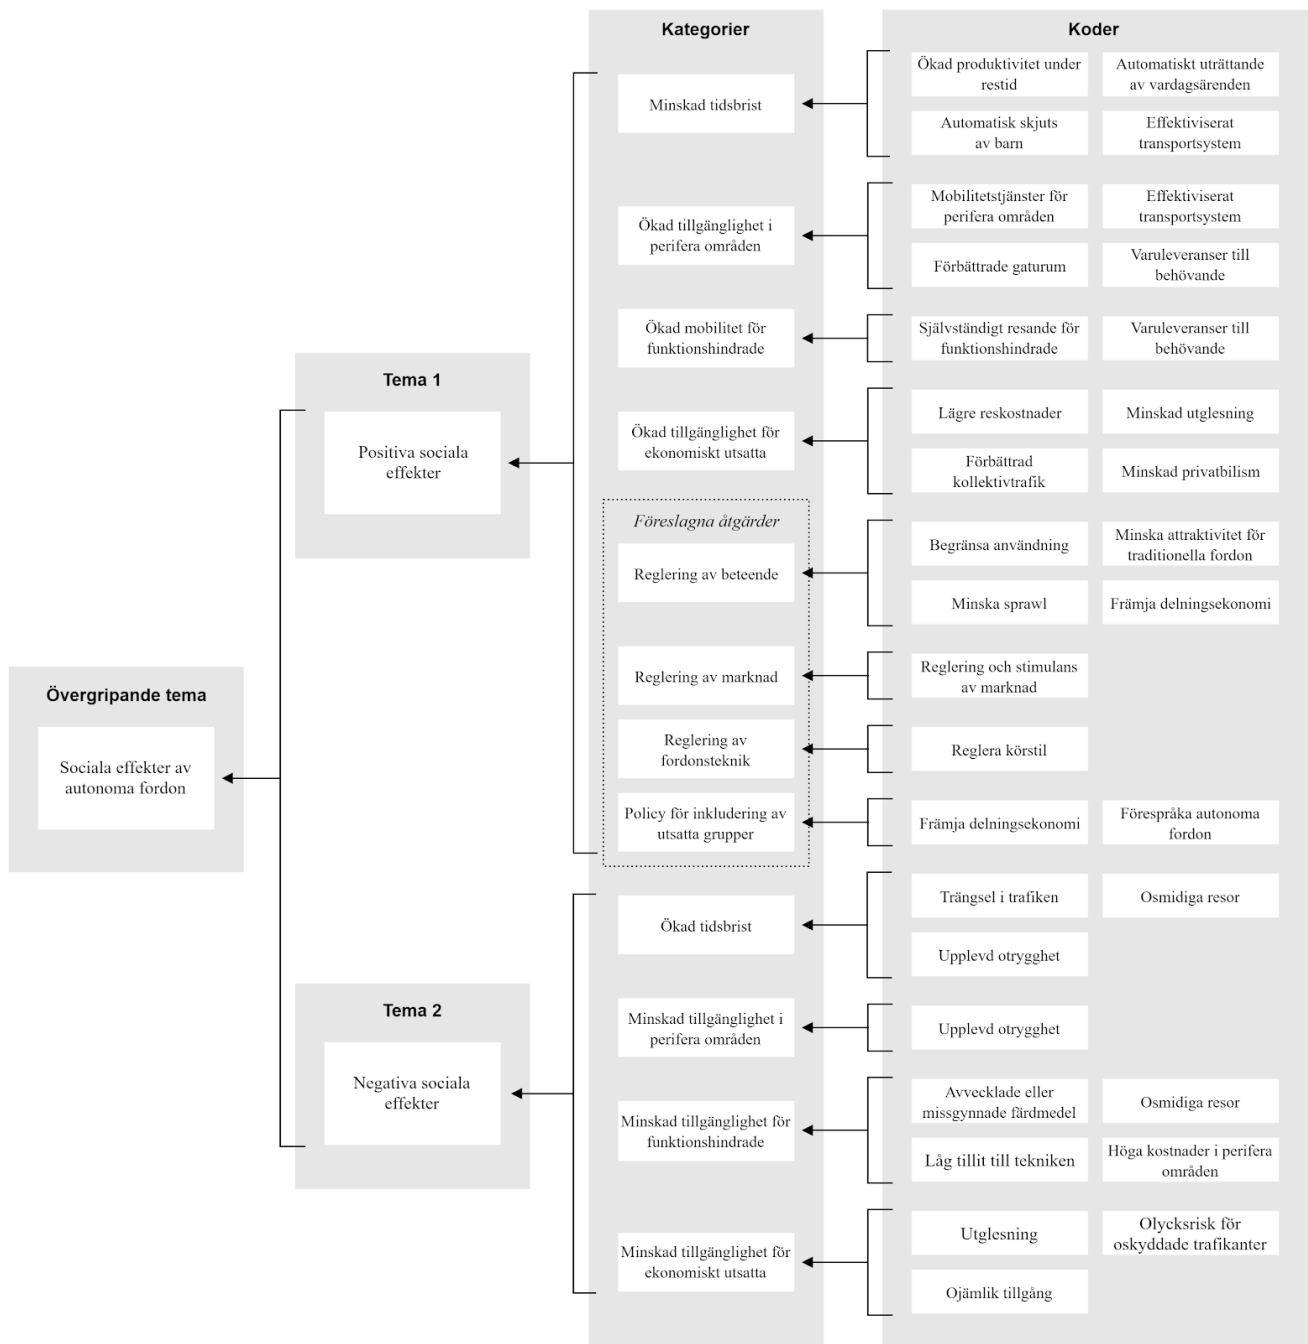 Kategorier
Koder
Minskad tidsbrist
Ökad produktivitet under
restid
Automatiskt uträttande
av vardagsärenden
Automatisk skjuts
av barn
Effektiviserat
transportsystem
Ökad tillgänglighet i
perifera områden
Mobilitetstjänster för
perifera områden
Effektiviserat
transportsystem
Förbättrade gaturum
Varuleveranser till
behövande
Ökad mobilitet för
funktionshindrade
Självständigt resande för
funktionshindrade
Varuleveranser till
behövande
Tema 1
Positiva sociala
effekter
Ökad tillgänglighet för
ekonomiskt utsatta
Lägre reskostnader
Minskad utglesning
Förbättrad
kollektivtrafik
Minskad privatbilism
Föreslagna åtgärder
Reglering av beteende
Begränsa användning
Minska attraktivitet för
traditionella fordon
Minska sprawl
Främja delningsekonomi
Reglering av marknad
Reglering och stimulans
av marknad
Övergripande tema
Sociala effekter av
autonoma fordon
Reglering av
fordonsteknik
Reglera körstil
Policy för inkludering av
utsatta grupper
Främja delningsekonomi
Förespråka autonoma
fordon
Ökad tidsbrist
Trängsel i trafiken
Osmidiga resor
Upplevd otrygghet
Tema 2
Negativa sociala
effekter
Minskad tillgänglighet i
perifera områden
Upplevd otrygghet
Minskad tillgänglighet för
funktionshindrade
Avvecklade eller
missgynnade färdmedel
Osmidiga resor
Låg tillit till tekniken
Höga kostnader i perifera
områden
Minskad tillgänglighet för
ekonomiskt utsatta
Utglesning
Olycksrisk för
oskyddade trafikanter
Ojämlik tillgång